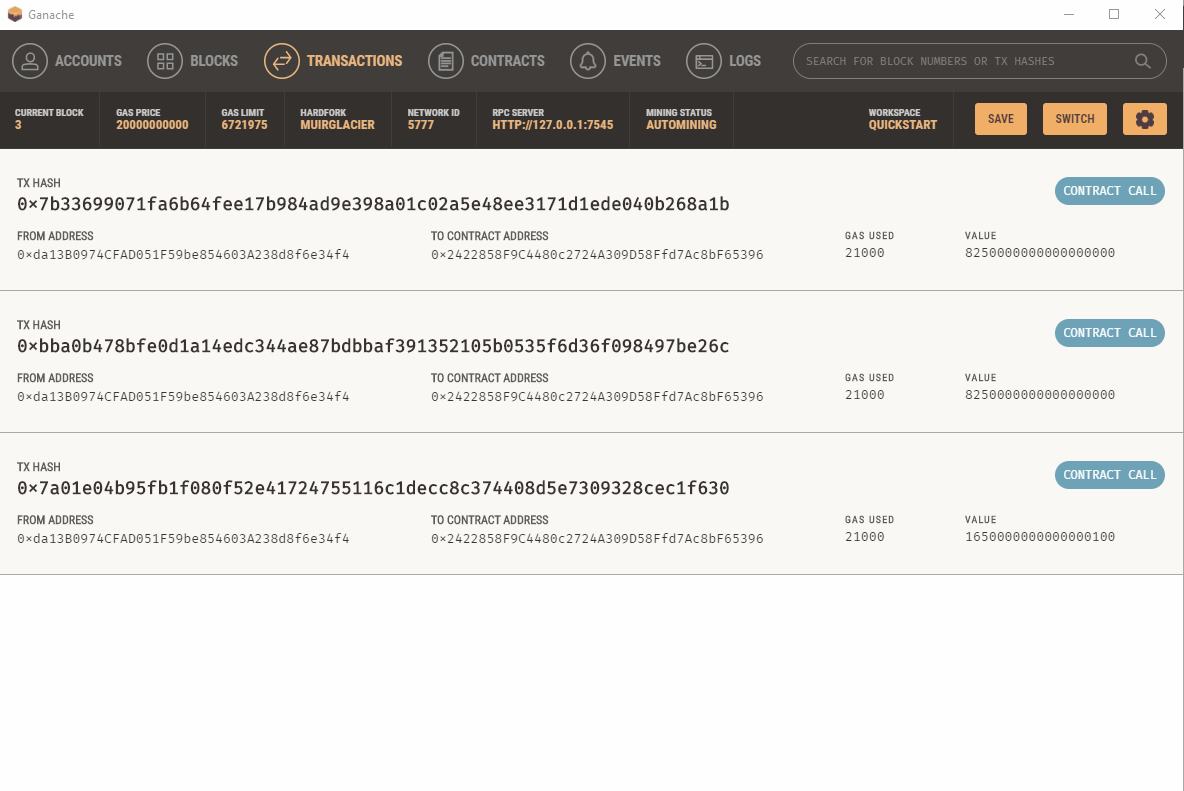 Ganache
ACCOUNTS BLOCKS TRANSACTIONS CONTRACTS EVENTS LOGS SEARCH FOR BLOCK NUMBERS OR TX HASHES
CURRENT BLOCK GAS PRICE GAS LIMIT HARDFORK NETWORK ID RPC SERVER MINING STATUS WORKSPACE
3 20000000000 6721975 MUIRGLACIER 5777 HTTP://127.0.0.1:7545 AUTOMINING QUICKSTART SAVE SWITCH
TX HASH
0×7b33699071fa6b64fee17b984ad9e398a01c02a5e48ee3171d1ede040b268a1b CONTRACT CALL
FROM ADDRESS TO CONTRACT ADDRESS GAS USED VALUE
0×da13B0974CFAD051F59be854603A238d8f6e34f4 0×2422858F9C4480c2724A309D58Ffd7Ac8bF65396 21000 8250000000000000000
TX HASH
0×bba0b478bfe0d1a14edc344ae87bdbbaf391352105b0535f6d36f098497be26c CONTRACT CALL
FROM ADDRESS TO CONTRACT ADDRESS GAS USED VALUE
0×da13B0974CFAD051F59be854603A238d8f6e34f4 0×2422858F9C4480c2724A309D58Ffd7Ac8bF65396 21000 8250000000000000000
TX HASH
0×7a01e04b95fb1f080f52e41724755116c1decc8c374408d5e7309328cec1f630 CONTRACT CALL
FROM ADDRESS TO CONTRACT ADDRESS GAS USED VALUE
0×da13B0974CFAD051F59be854603A238d8f6e34f4 0×2422858F9C4480c2724A309D58Ffd7Ac8bF65396 21000 1650000000000000100